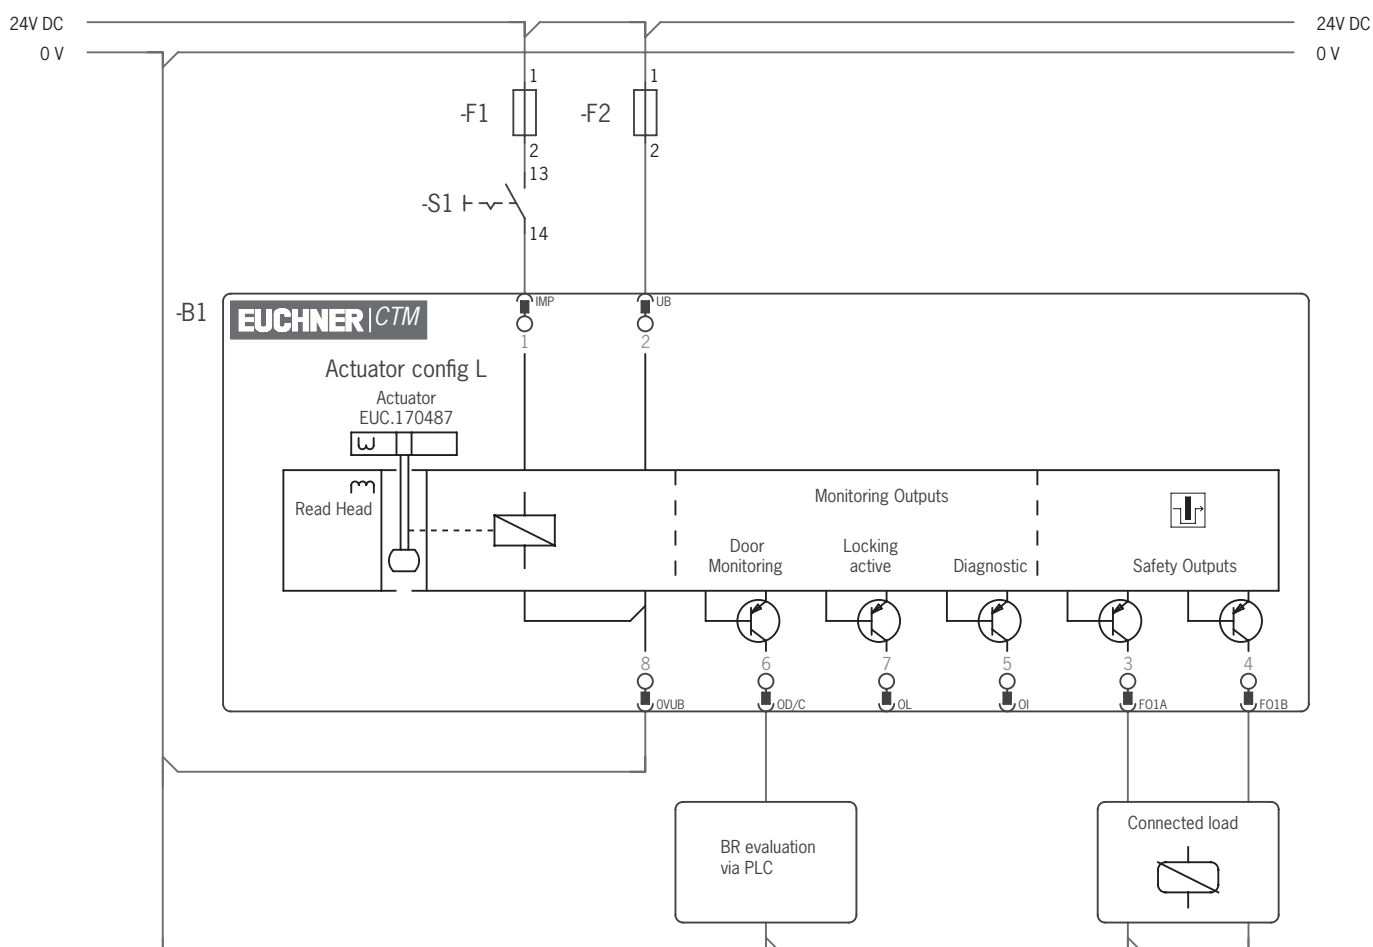 24V DC
24V DC
0 V
0 V
1
1
-F1
-F2
2
2
13
-S1
14
-B1
EUCHNER CTM
IMP
UB
1
2
Actuator config L
Actuator
EUC.170487
Read Head
Monitoring Outputs
Door
Monitoring
Locking
active
Diagnostic
Safety Outputs
8
6
7
5
3
4
0VUB
OD/C
OL
OI
FO1A
FO1B
BR evaluation
via PLC
Connected load